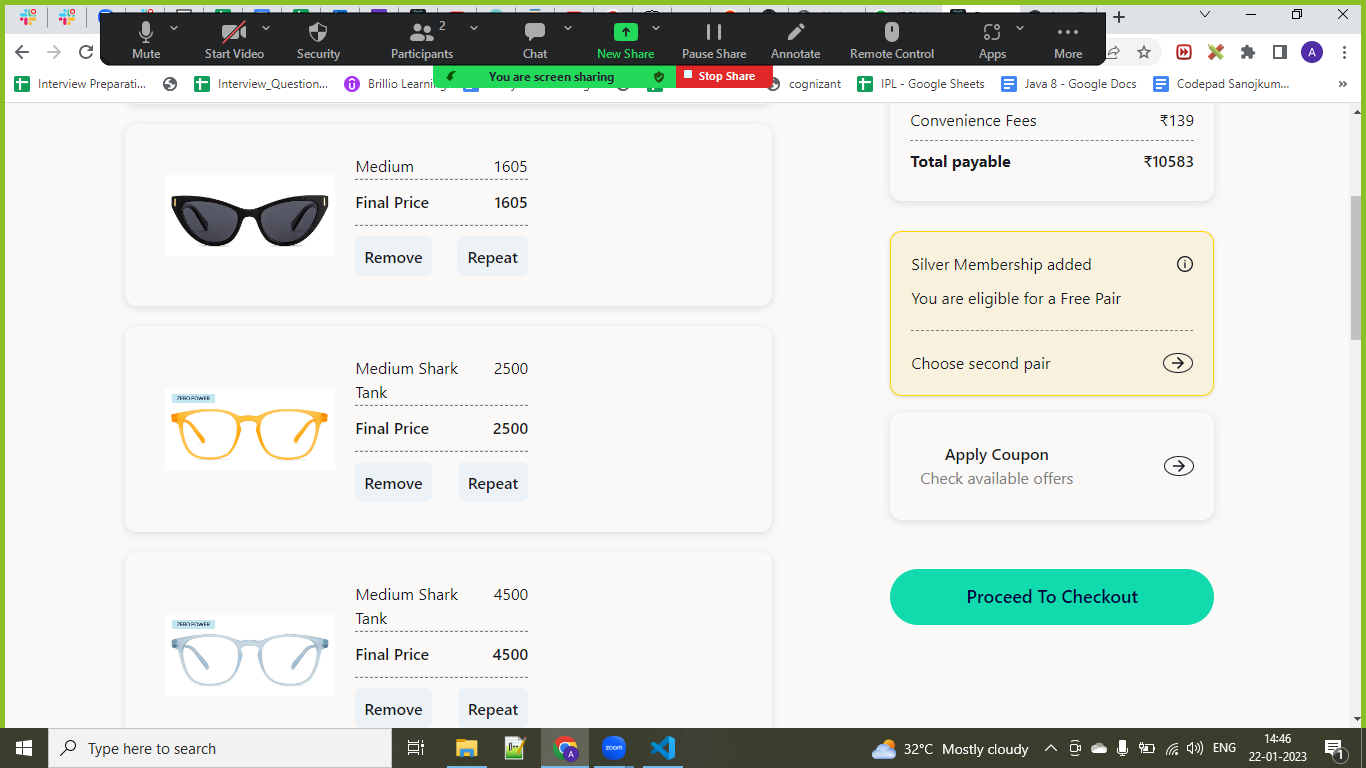 2
Mute
Start Video
Security
Participants
Chat
New Share
Pause Share
Annotate
Remote Control
Apps
More
A
You are screen sharing
Stop Share
Interview Preparati...
Interview_Question...
Brillio Learning
cognizant
IPL - Google Sheets
Java 8 - Google Docs
Codepad Sanojkum...
»
Medium 1605
Final Price 1605
Remove Repeat
ZERO POWER
Medium Shark 2500
Tank
Final Price 2500
Remove Repeat
ZERO POWER
Medium Shark 4500
Tank
Final Price 4500
Remove Repeat
Convenience Fees ₹139
Total payable ₹10583
Silver Membership added
You are eligible for a Free Pair
Choose second pair
Apply Coupon
Check available offers
Proceed To Checkout
Type here to search
zoom
A
32°C Mostly cloudy
ENG
14:46
22-01-2023
1